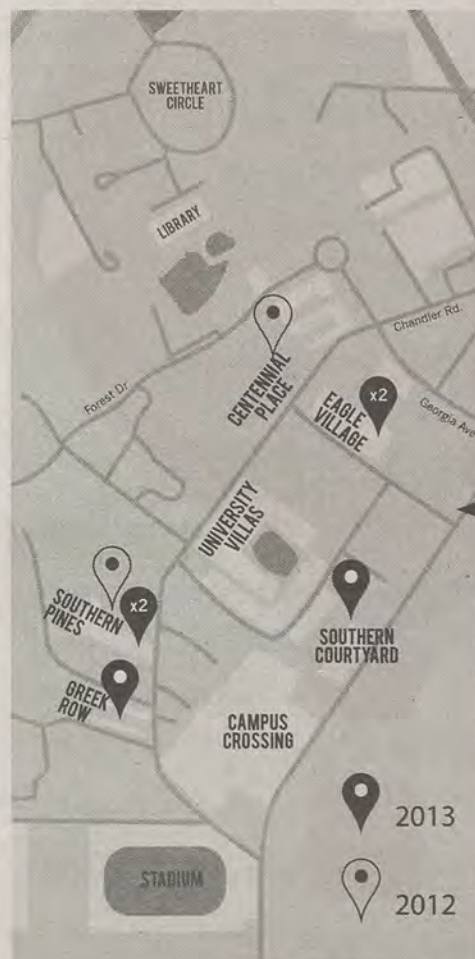 SWEETHEART
CIRCLE
LIBRARY
Chandler Rd.
CENTENNIAL
PLACE
Forest Dr
x2
EAGLE
VILLAGE
Georgia Ave
UNIVERSITY
VILLAS
SOUTHERN
PINES
x2
SOUTHERN
COURTYARD
GREEK
ROW
CAMPUS
CROSSING
2013
STADIUM
2012